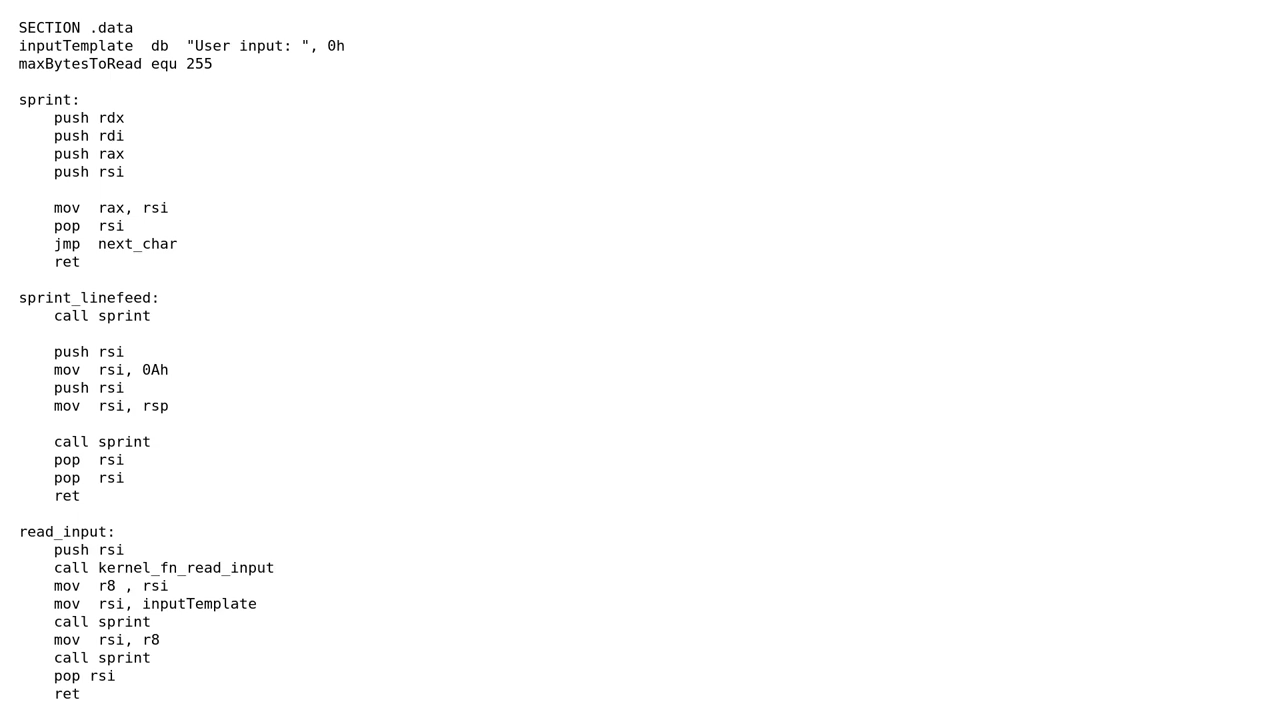 SECTION .data
inputTemplate  db  "User input: ", 0h
maxBytesToRead equ 255

sprint:
    push rdx
    push rdi
    push rax
    push rsi

    mov  rax, rsi
    pop  rsi
    jmp  next_char
    ret

sprint_linefeed:
    call sprint

    push rsi
    mov  rsi, 0Ah
    push rsi
    mov  rsi, rsp

    call sprint
    pop  rsi
    pop  rsi
    ret

read_input:
    push rsi
    call kernel_fn_read_input
    mov  r8 , rsi
    mov  rsi, inputTemplate
    call sprint
    mov  rsi, r8
    call sprint
    pop rsi
    ret